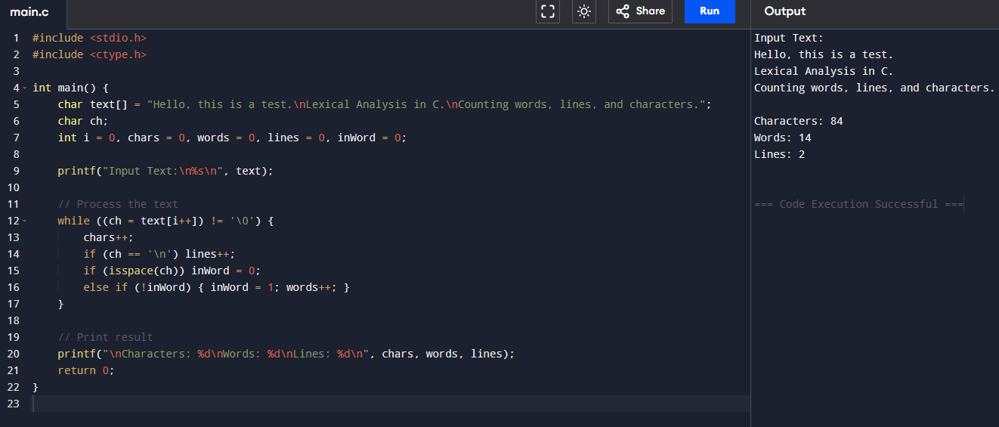 main.c
Share
Run
Output
1 #include <stdio.h>
2 #include <ctype.h>
3
4 int main() {
5     char text[] = "Hello, this is a test.\nLexical Analysis in C.\nCounting words, lines, and characters.";
6     char ch;
7     int i = 0, chars = 0, words = 0, lines = 0, inWord = 0;
8
9     printf("Input Text:\n%s\n", text);
10
11     // Process the text
12     while ((ch = text[i++]) != '\0') {
13         chars++;
14         if (ch == '\n') lines++;
15         if (isspace(ch)) inWord = 0;
16         else if (!inWord) { inWord = 1; words++; }
17     }
18
19     // Print result
20     printf("\nCharacters: %d\nWords: %d\nLines: %d\n", chars, words, lines);
21     return 0;
22 }
23
Input Text:
Hello, this is a test.
Lexical Analysis in C.
Counting words, lines, and characters.
Characters: 84
Words: 14
Lines: 2
=== Code Execution Successful ===